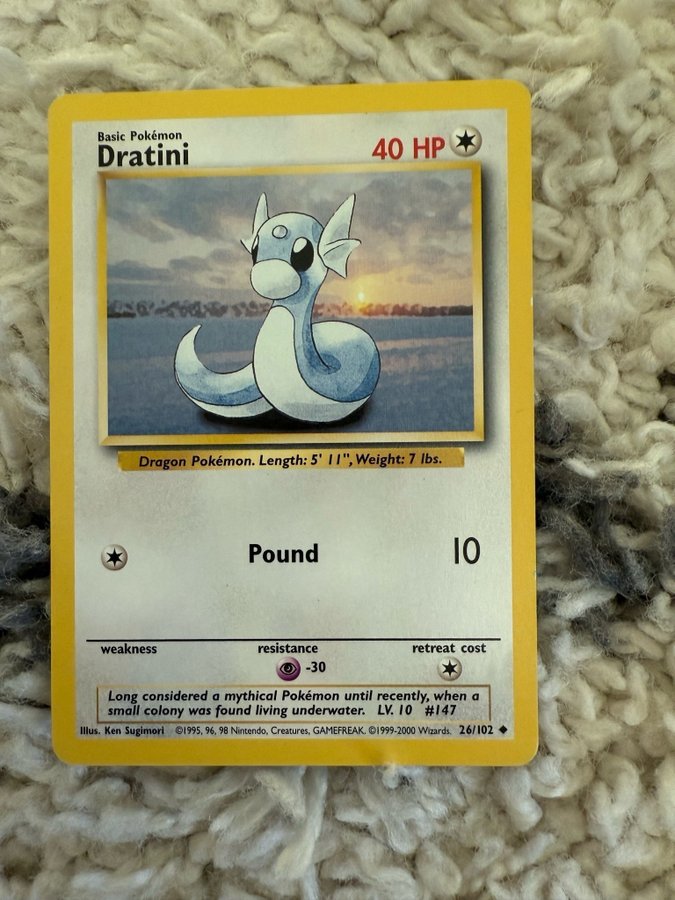 Basic Pokémon
Dratini
40 HP
Dragon Pokémon. Length: 5' 11", Weight: 7 lbs.
Pound 10
weakness resistance retreat cost
-30
Long considered a mythical Pokémon until recently, when a
small colony was found living underwater. LV. 10 #147
Illus. Ken Sugimori ©1995, 96, 98 Nintendo, Creatures, GAMEFREAK. ©1999-2000 Wizards. 26/102